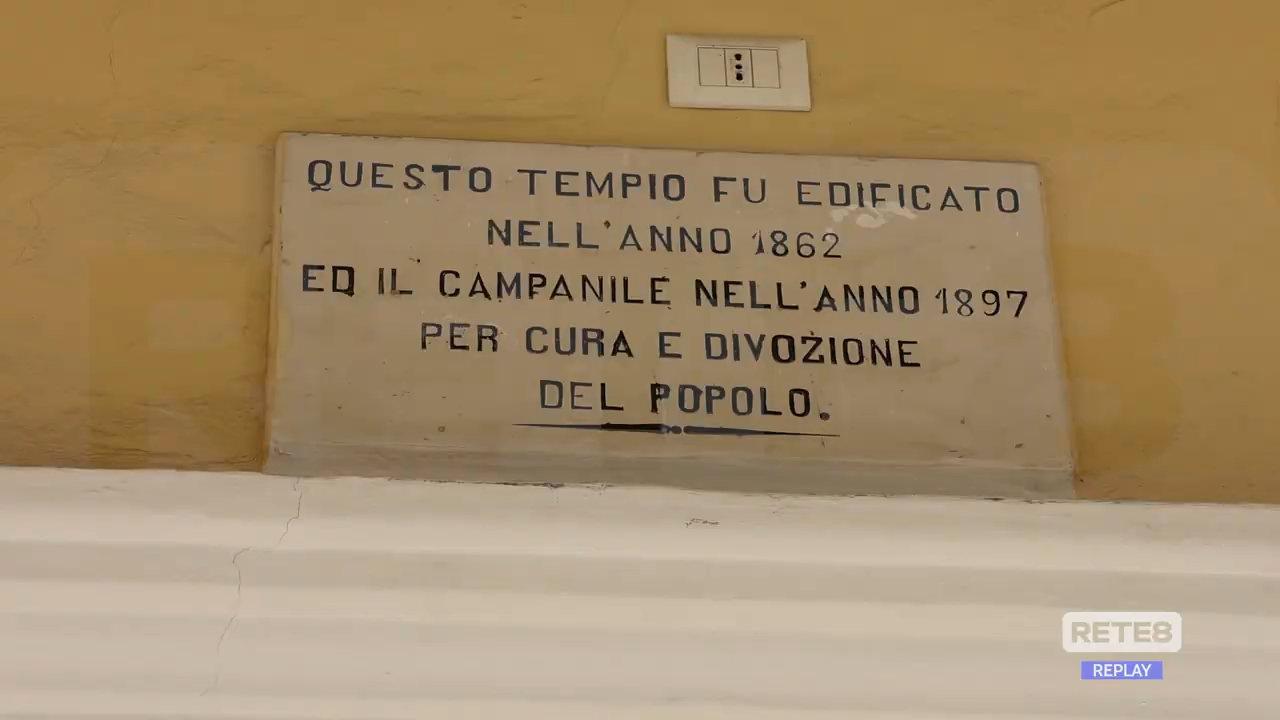 QUESTO TEMPIO FU EDIFICATO
NELL'ANNO 1862
ED IL CAMPANILE NELL'ANNO 1897
PER CURA E DIVOŻIONE
DEL POPOLO.
RETE8
REPLAY